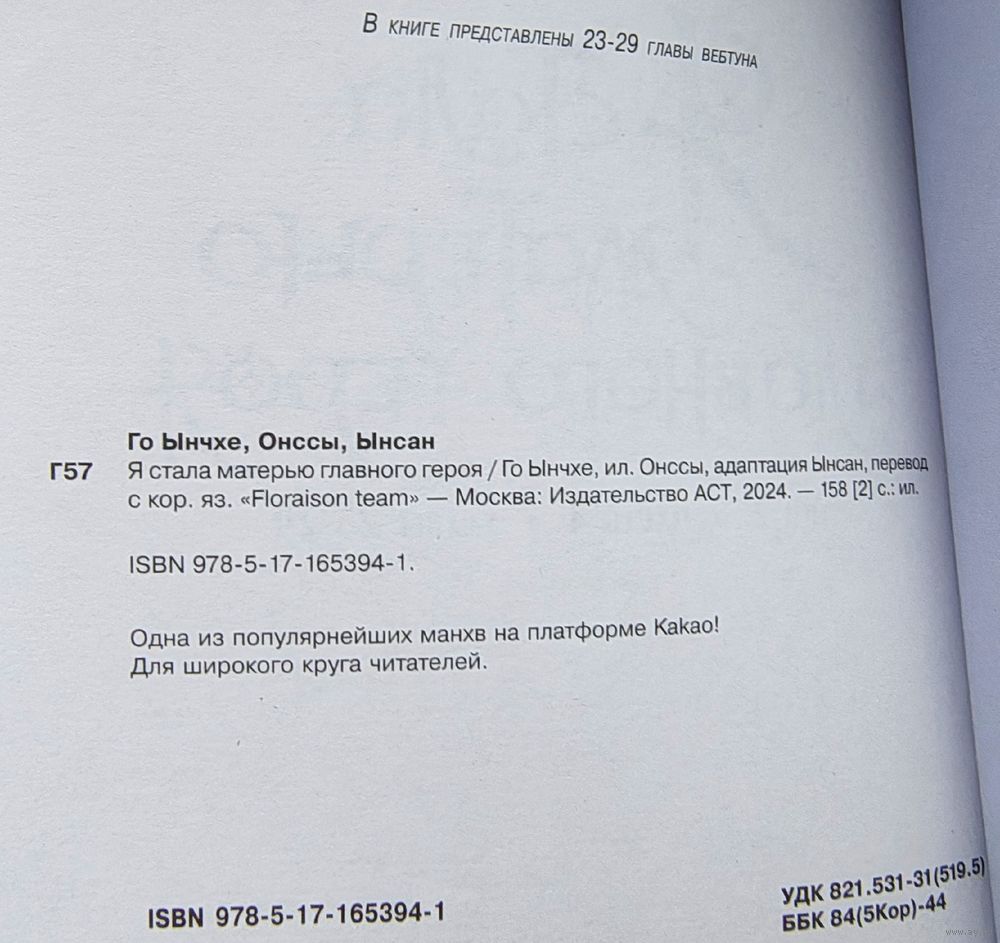 В КНИГЕ ПРЕДСТАВЛЕНЫ 23-29 ГЛАВЫ ВЕБТУНА
Го Ынчхе, Онссы, Ынсан
Г57 Я стала матерью главного героя / Го Ынчхе, ил. Онссы, адаптация Ынсан, перевод
с кор. яз. «Floraison team» — Москва: Издательство АСТ, 2024. — 158 [2] с.: ил.
ISBN 978-5-17-165394-1.
Одна из популярнейших манхв на платформе Kakao!
Для широкого круга читателей.
УДК 821.531-31(519.5)
ББК 84(5Кор)-44
ISBN 978-5-17-165394-1